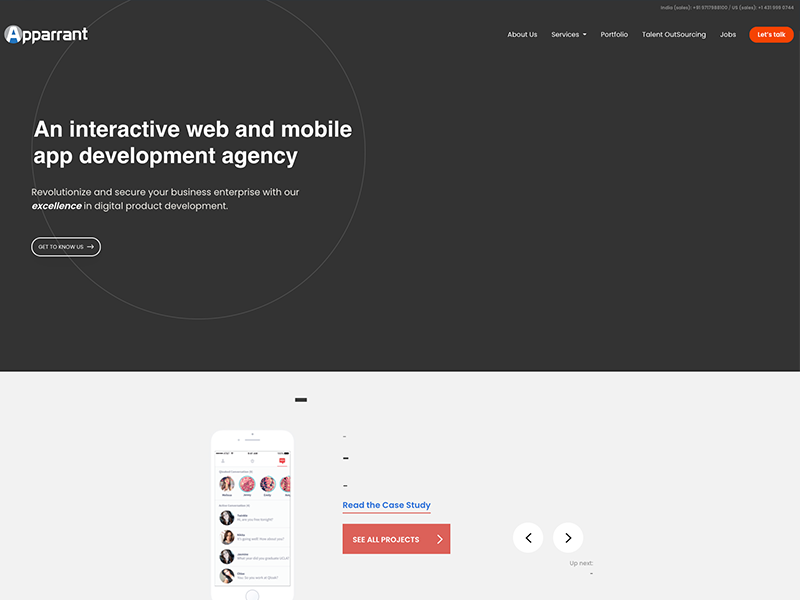 India (sales): +91 9717888100 / US (sales): +1 431 999 0744
Apparrant
About Us
Services
Portfolio
Talent OutSourcing
Jobs
Let's talk
An interactive web and mobile
app development agency
Revolutionize and secure your business enterprise with our
excellence in digital product development.
GET TO KNOW US
-
-
-
-
Read the Case Study
SEE ALL PROJECTS
Up next:
-